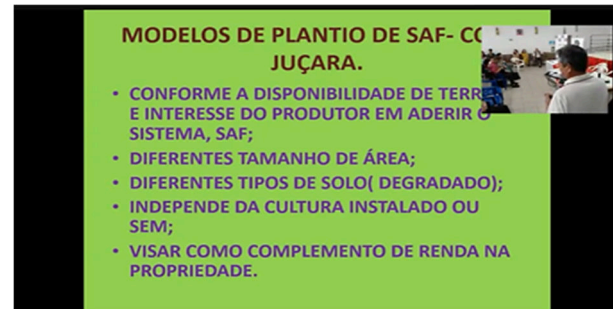 MODELOS DE PLANTIO DE SAF-
JUÇARA.
• CONFORME A DISPONIBILIDADE DE
E INTERESSE DO PRODUTOR EM ADERIR O
SISTEMA, SAF;
• DIFERENTES TAMANHO DE ÁREA;
• DIFERENTES TIPOS DE SOLO( DEGRADADO);
• INDEPENDE DA CULTURA INSTALADO OU
SEM;
• VISAR COMO COMPLEMENTO DE RENDA NA
PROPRIEDADE.